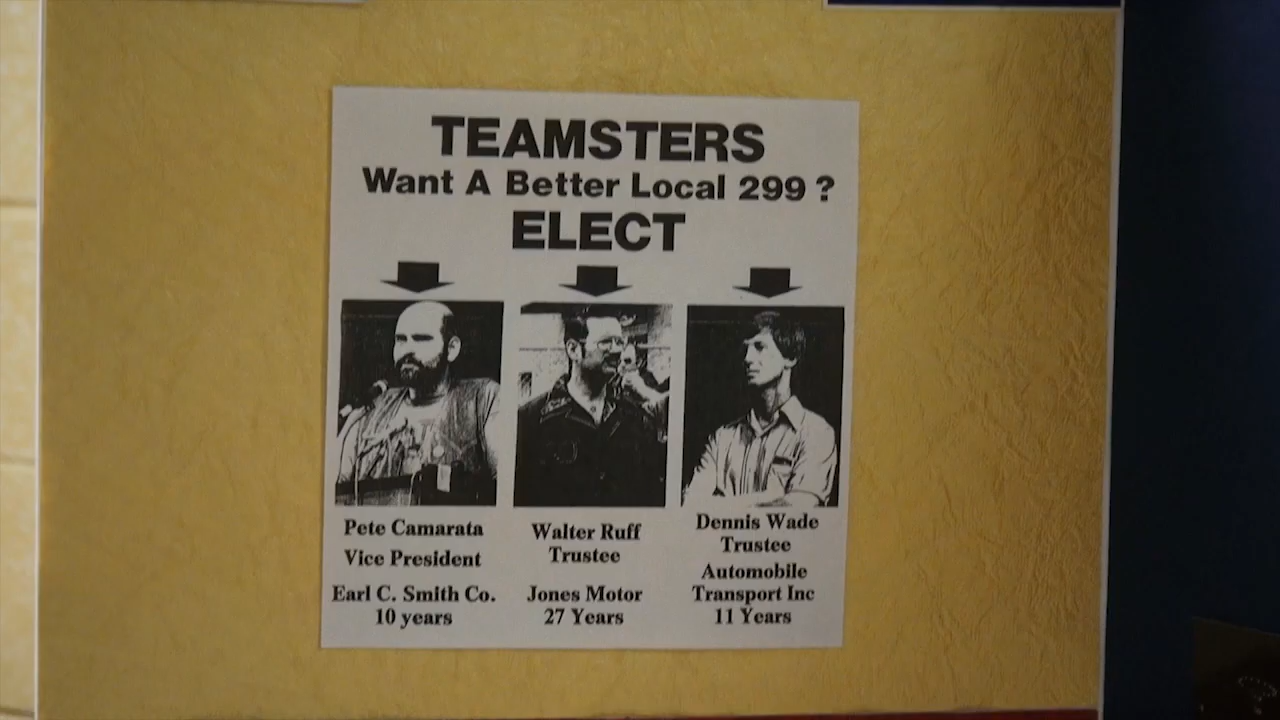 TEAMSTERS
Want A Better Local 299 ?
ELECT
Pete Camarata
Vice President
Earl C. Smith Co.
10 years
Walter Ruff
Trustee
Jones Motor
27 Years
Dennis Wade
Trustee
Automobile
Transport Inc
11 Years